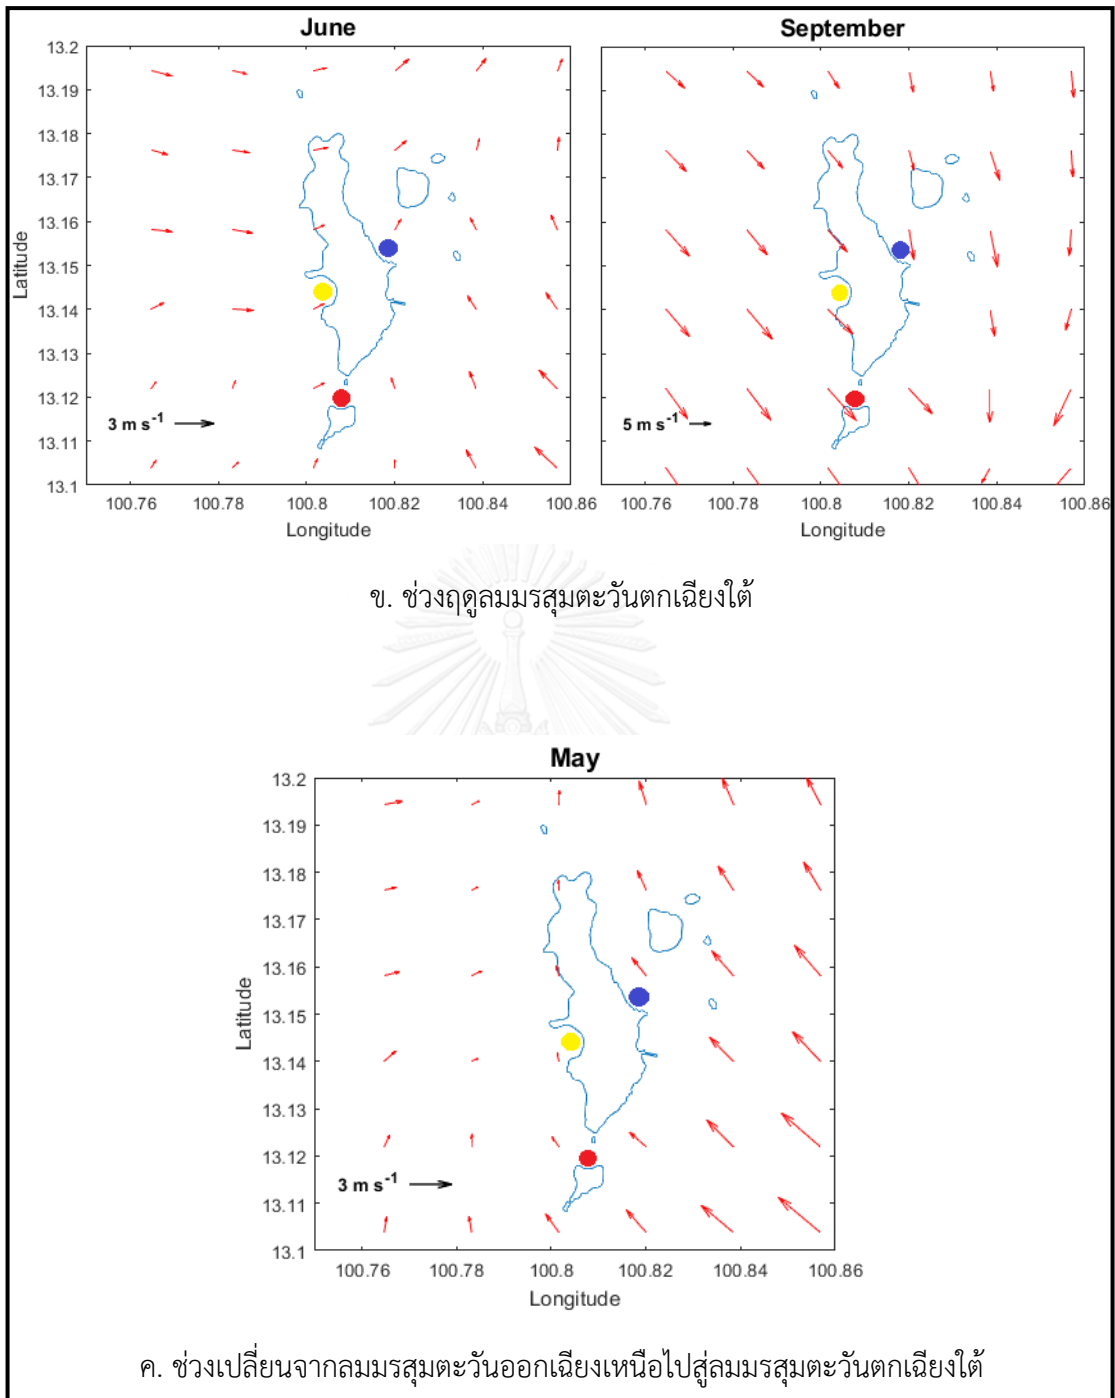 June
September
13.2
13.19
13.18
13.17
13.16
13.15
13.14
13.13
13.12
13.11
13.1
Latitude
3 m s-1
5 m s-1
100.76 100.78 100.8 100.82 100.84 100.86
100.76 100.78 100.8 100.82 100.84 100.86
Longitude
Longitude
ข. ช่วงฤดูลมมรสุมตะวันตกเฉียงใต้
May
13.2
13.19
13.18
13.17
13.16
13.15
13.14
13.13
13.12
13.11
13.1
Latitude
3 m s-1
100.76 100.78 100.8 100.82 100.84 100.86
Longitude
ค. ช่วงเปลี่ยนจากลมมรสุมตะวันออกเฉียงเหนือไปสู่ลมมรสุมตะวันตกเฉียงใต้